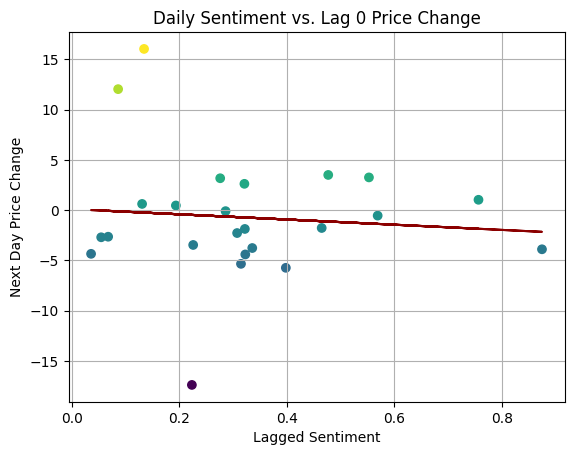 Daily Sentiment vs. Lag 0 Price Change
Next Day Price Change
15
10
5
0
−5
−10
−15
0.0 0.2 0.4 0.6 0.8
Lagged Sentiment